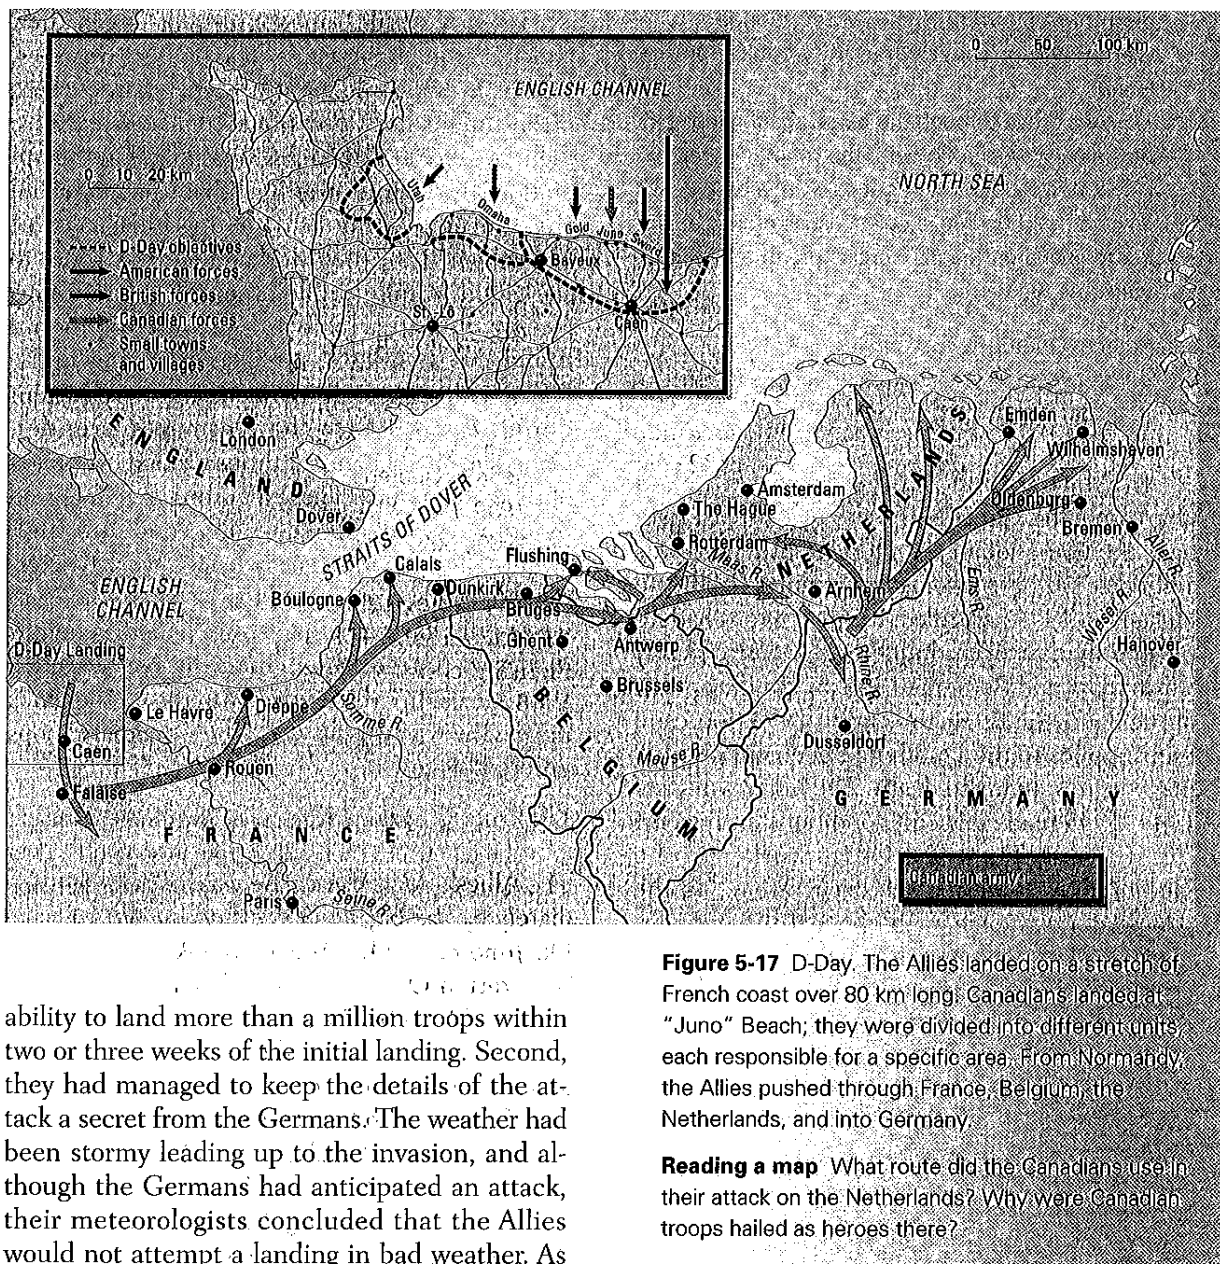 0 50 100 km
ENGLISH CHANNEL
NORTH SEA
0 10 20 km
Utah
Omaha
Gold
Juno
Sword
D-Day objectives
American forces
British forces
Canadian forces
Small towns
and villages
Bayeux
St. Lô
Caen
ENGLAND
London
Dover
STRAITS OF DOVER
ENGLISH
CHANNEL
D-Day Landing
Calais
Boulogne
Dunkirk
Flushing
Bruges
Ghent
Antwerp
Brussels
BELGIUM
Le Havre
Dieppe
Somme R.
Caen
Falaise
Rouen
FRANCE
Paris
Seine R.
Meuse R.
Amsterdam
The Hague
Rotterdam
Maas R.
NETHERLANDS
Arnhem
Rhine R.
Dusseldorf
GERMANY
Emden
Wilhelmshaven
Oldenburg
Bremen
Aller R.
Ems R.
Weser R.
Hanover
Canadian army
ability to land more than a million troops within
two or three weeks of the initial landing. Second,
they had managed to keep the details of the at-
tack a secret from the Germans. The weather had
been stormy leading up to the invasion, and al-
though the Germans had anticipated an attack,
their meteorologists concluded that the Allies
would not attempt a landing in bad weather. As
Figure 5-17 D-Day. The Allies landed on a stretch of
French coast over 80 km long. Canadians landed at
"Juno" Beach; they were divided into different units,
each responsible for a specific area. From Normandy,
the Allies pushed through France, Belgium, the
Netherlands, and into Germany.
Reading a map What route did the Canadians use in
their attack on the Netherlands? Why were Canadian
troops hailed as heroes there?